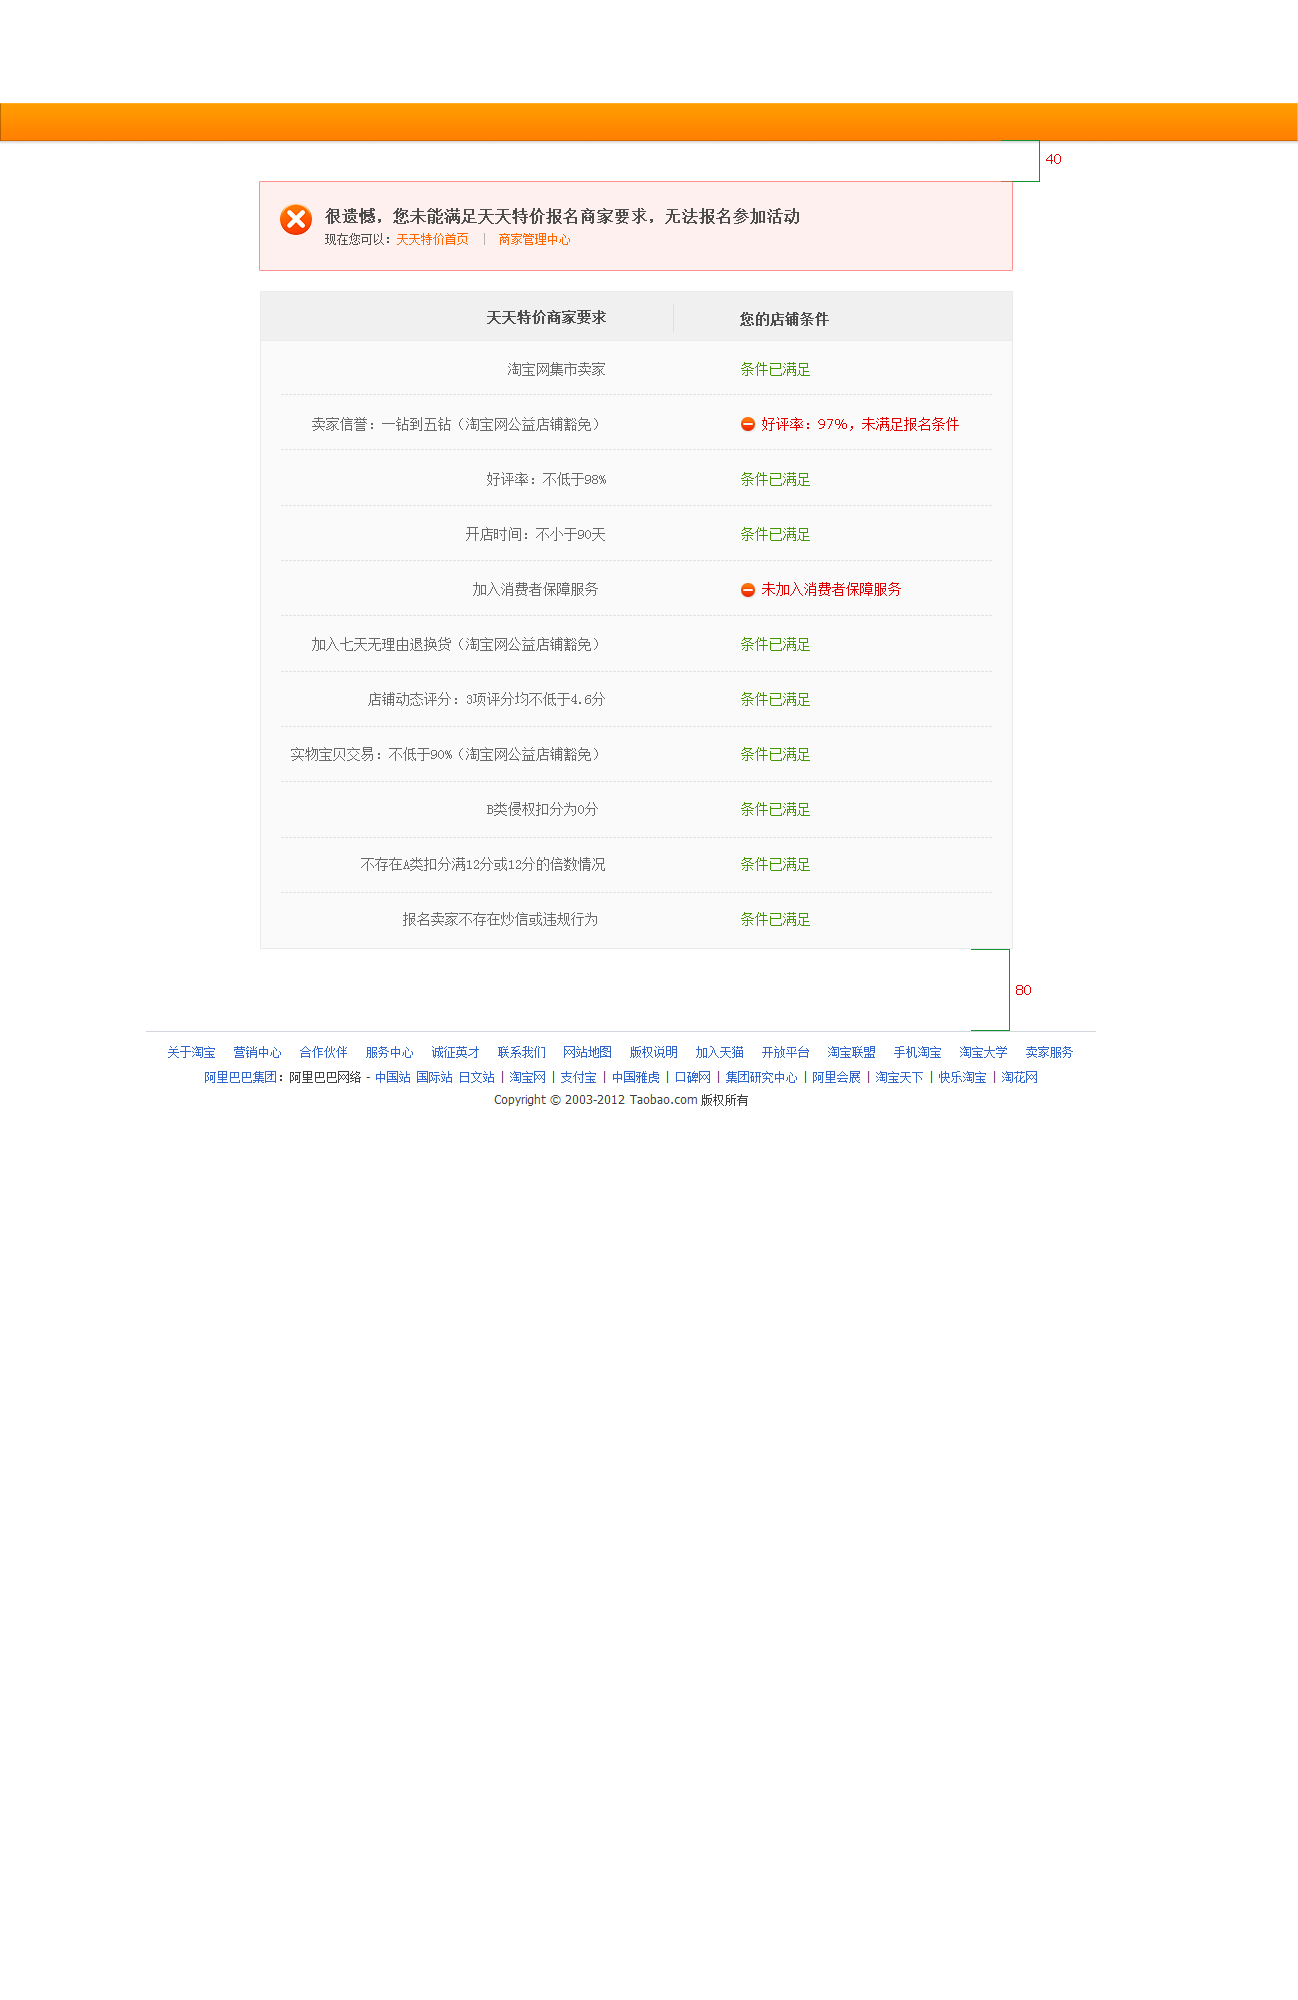 40
很遗憾，您未能满足天天特价报名商家要求，无法报名参加活动
现在您可以：天天特价首页 | 商家管理中心
天天特价商家要求 您的店铺条件
淘宝网集市卖家 条件已满足
卖家信誉：一钻到五钻（淘宝网公益店铺豁免） 好评率：97%，未满足报名条件
好评率：不低于98% 条件已满足
开店时间：不小于90天 条件已满足
加入消费者保障服务 未加入消费者保障服务
加入七天无理由退换货（淘宝网公益店铺豁免） 条件已满足
店铺动态评分：3项评分均不低于4.6分 条件已满足
实物宝贝交易：不低于90%（淘宝网公益店铺豁免） 条件已满足
B类侵权扣分为0分 条件已满足
不存在A类扣分满12分或12分的倍数情况 条件已满足
报名卖家不存在炒信或违规行为 条件已满足
80
关于淘宝 营销中心 合作伙伴 服务中心 诚征英才 联系我们 网站地图 版权说明 加入天猫 开放平台 淘宝联盟 手机淘宝 淘宝大学 卖家服务
阿里巴巴集团：阿里巴巴网络 - 中国站 国际站 日文站 | 淘宝网 | 支付宝 | 中国雅虎 | 口碑网 | 集团研究中心 | 阿里会展 | 淘宝天下 | 快乐淘宝 | 淘花网
Copyright © 2003-2012 Taobao.com 版权所有